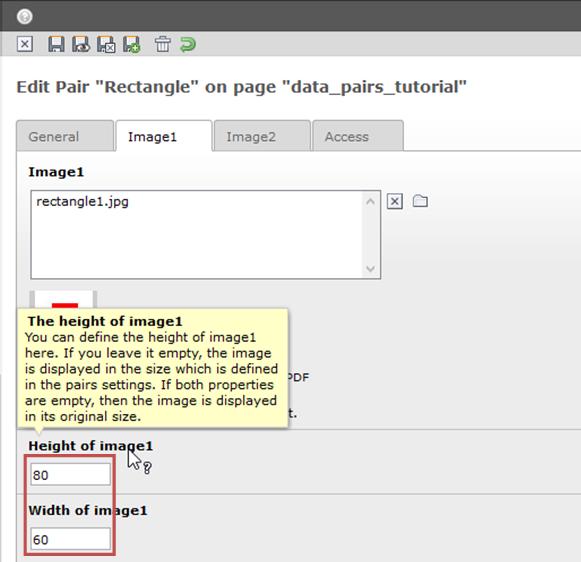 Edit Pair "Rectangle" on page "data_pairs_tutorial"
General Image1 Image2 Access
Image1
rectangle1.jpg
The height of image1
You can define the height of image1
here. If you leave it empty, the image
is displayed in the size which is defined
in the pairs settings. If both properties
are empty, then the image is displayed
in its original size.
PDF
t.
Height of image1
80
Width of image1
60